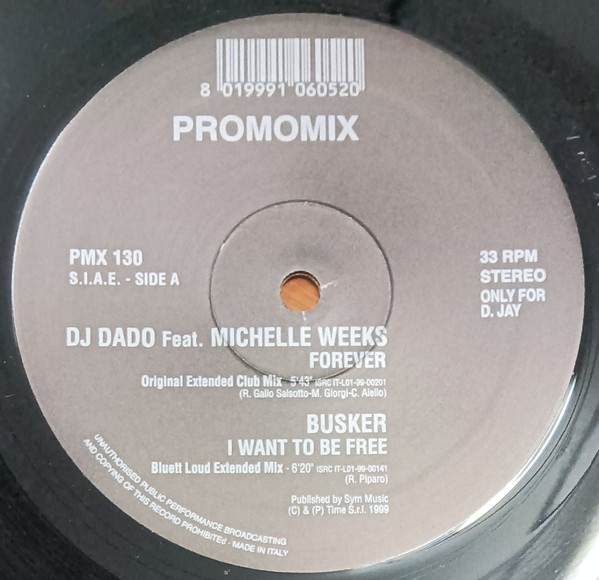 8 019991 060520
PROMOMIX
PMX 130
S.I.A.E. - SIDE A
33 RPM
STEREO
ONLY FOR
D. JAY
DJ DADO Feat. MICHELLE WEEKS
FOREVER
Original Extended Club Mix - 5'43" ISRC IT-L01-99-00201
(R. Gallo Salsotto-M. Giorgi-C. Aiello)
BUSKER
I WANT TO BE FREE
Bluett Loud Extended Mix - 6'20" ISRC IT-L01-99-00141
(R. Piparo)
Published by Sym Music
(C) & (P) Time S.r.l. 1999
UNAUTHORISED PUBLIC PERFORMANCE BROADCASTING
AND COPYING OF THIS RECORD PROHIBITEd - MADE IN ITALY